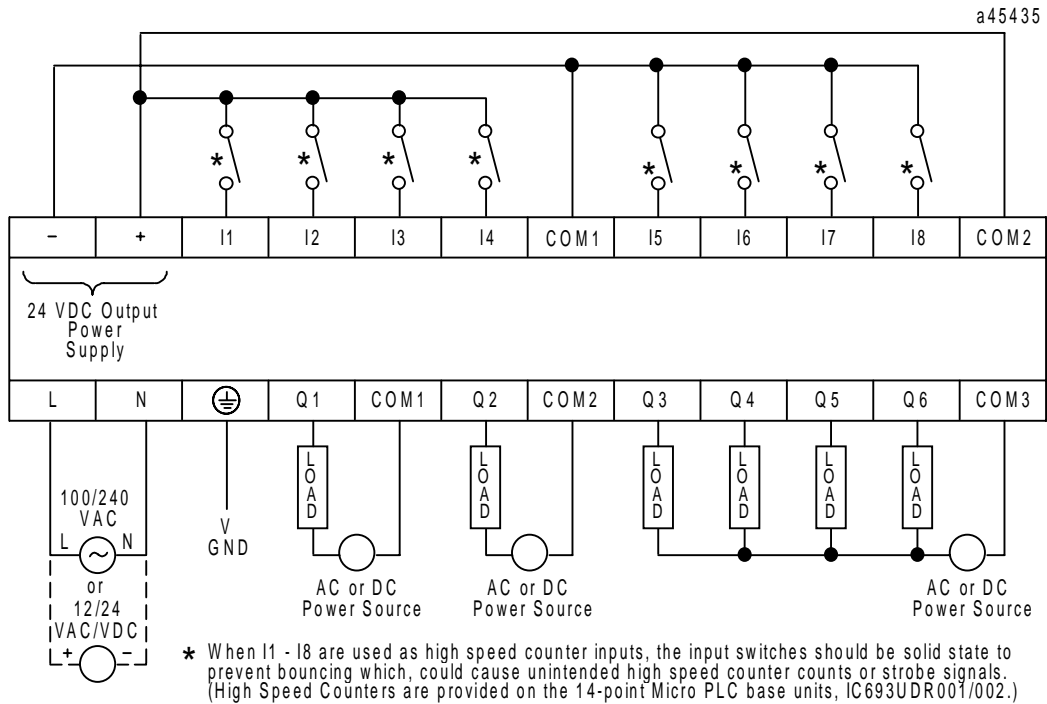 a45435
* * * * * * * *
− + I1 I2 I3 I4 COM1 I5 I6 I7 I8 COM2
24 VDC Output
Power
Supply
L N Q1 COM1 Q2 COM2 Q3 Q4 Q5 Q6 COM3
LOAD LOAD LOAD LOAD LOAD LOAD
100/240
VAC
L N
~
or
12/24
VAC/VDC
+ −
V
GND
AC or DC
Power Source
AC or DC
Power Source
AC or DC
Power Source
* When I1 - I8 are used as high speed counter inputs, the input switches should be solid state to
prevent bouncing which, could cause unintended high speed counter counts or strobe signals.
(High Speed Counters are provided on the 14-point Micro PLC base units, IC693UDR001/002.)